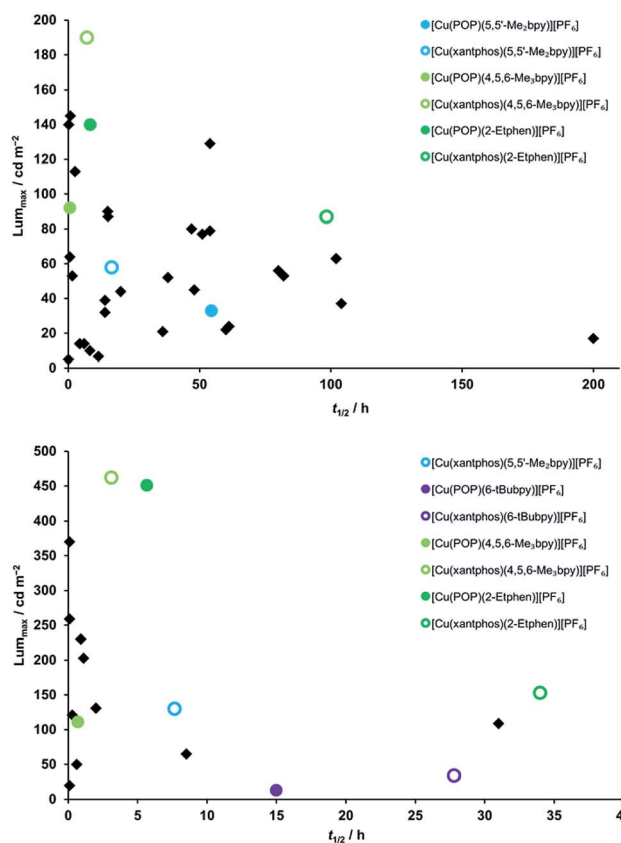 200
180
160
140
120
100
80
60
40
20
0
Lum_max / cd m⁻²
0
50
100
150
200
t_1/2 / h
[Cu(POP)(5,5'-Me₂bpy)][PF₆]
[Cu(xantphos)(5,5'-Me₂bpy)][PF₆]
[Cu(POP)(4,5,6-Me₃bpy)][PF₆]
[Cu(xantphos)(4,5,6-Me₃bpy)][PF₆]
[Cu(POP)(2-Etphen)][PF₆]
[Cu(xantphos)(2-Etphen)][PF₆]
500
450
400
350
300
250
200
150
100
50
0
Lum_max / cd m⁻²
0
5
10
15
20
25
30
35
4
t_1/2 / h
[Cu(xantphos)(5,5'-Me₂bpy)][PF₆]
[Cu(POP)(6-tBubpy)][PF₆]
[Cu(xantphos)(6-tBubpy)][PF₆]
[Cu(POP)(4,5,6-Me₃bpy)][PF₆]
[Cu(xantphos)(4,5,6-Me₃bpy)][PF₆]
[Cu(POP)(2-Etphen)][PF₆]
[Cu(xantphos)(2-Etphen)][PF₆]